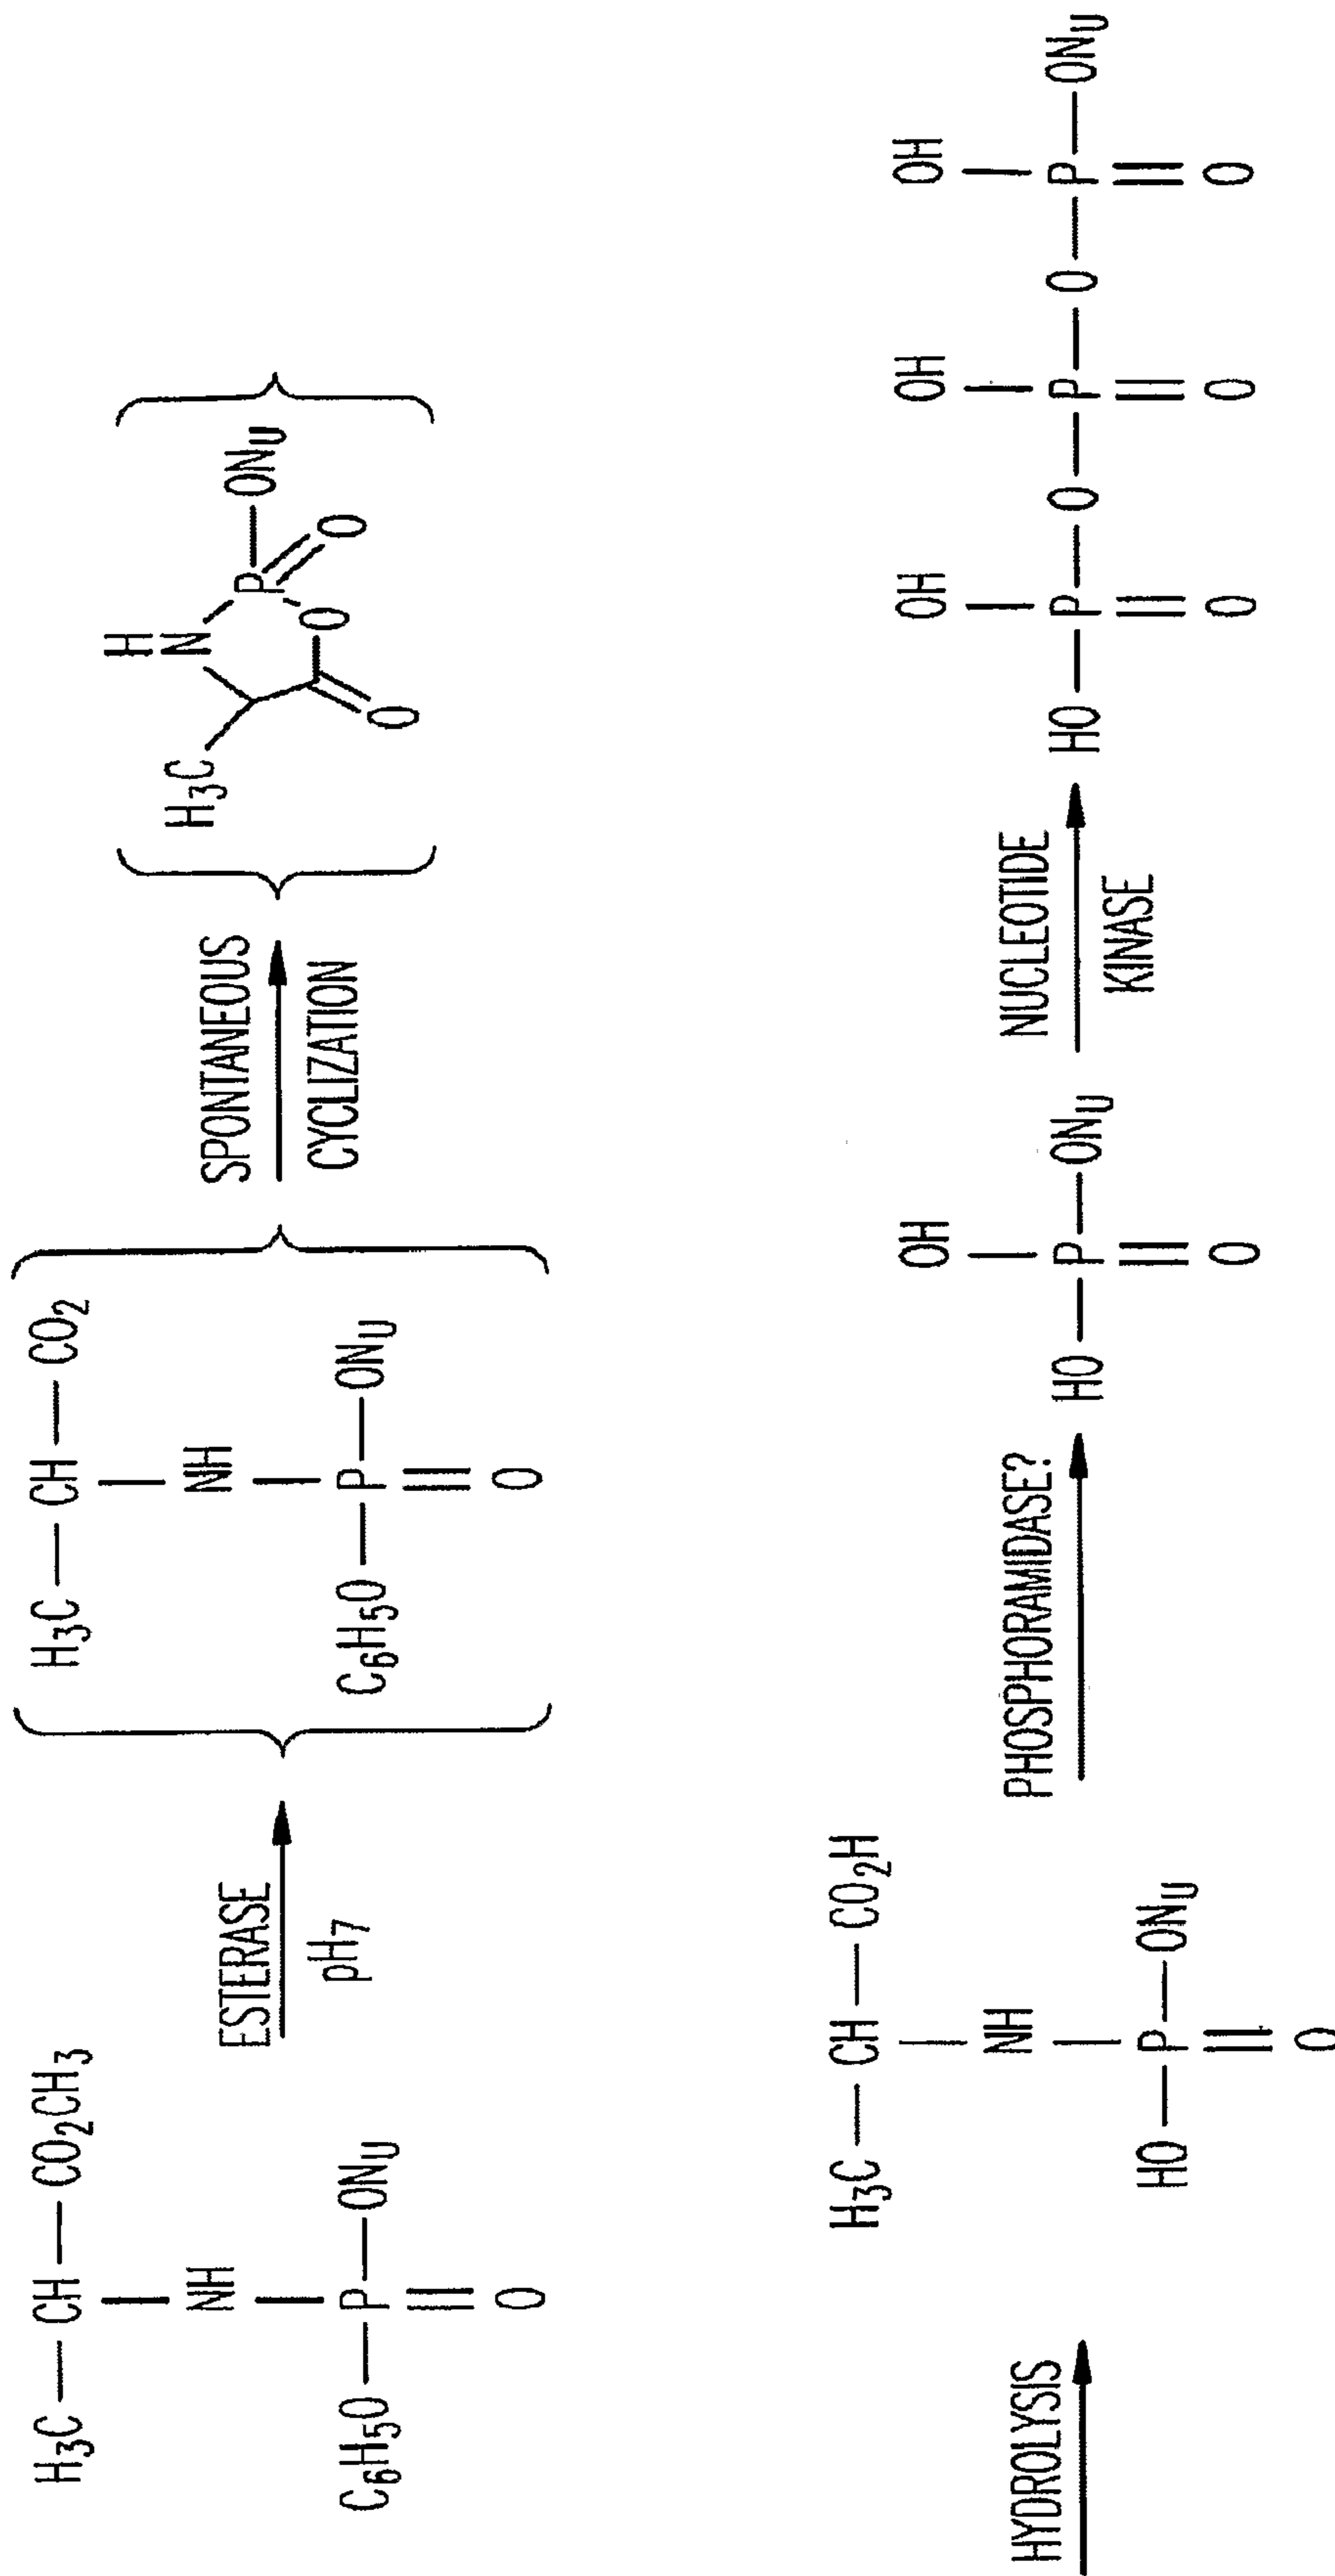 H3C — CH — CO2CH3
NH
C6H5O — P — ONU
O
ESTERASE
pH7
H3C — CH — CO2
NH
C6H5O — P — ONU
O
SPONTANEOUS
CYCLIZATION
H
N
H3C
P — ONU
O
O
O
HYDROLYSIS
H3C — CH — CO2H
NH
HO — P — ONU
O
PHOSPHORAMIDASE?
OH
HO — P — ONU
O
NUCLEOTIDE
KINASE
OH OH OH
HO — P — O — P — O — P — ONU
O O O